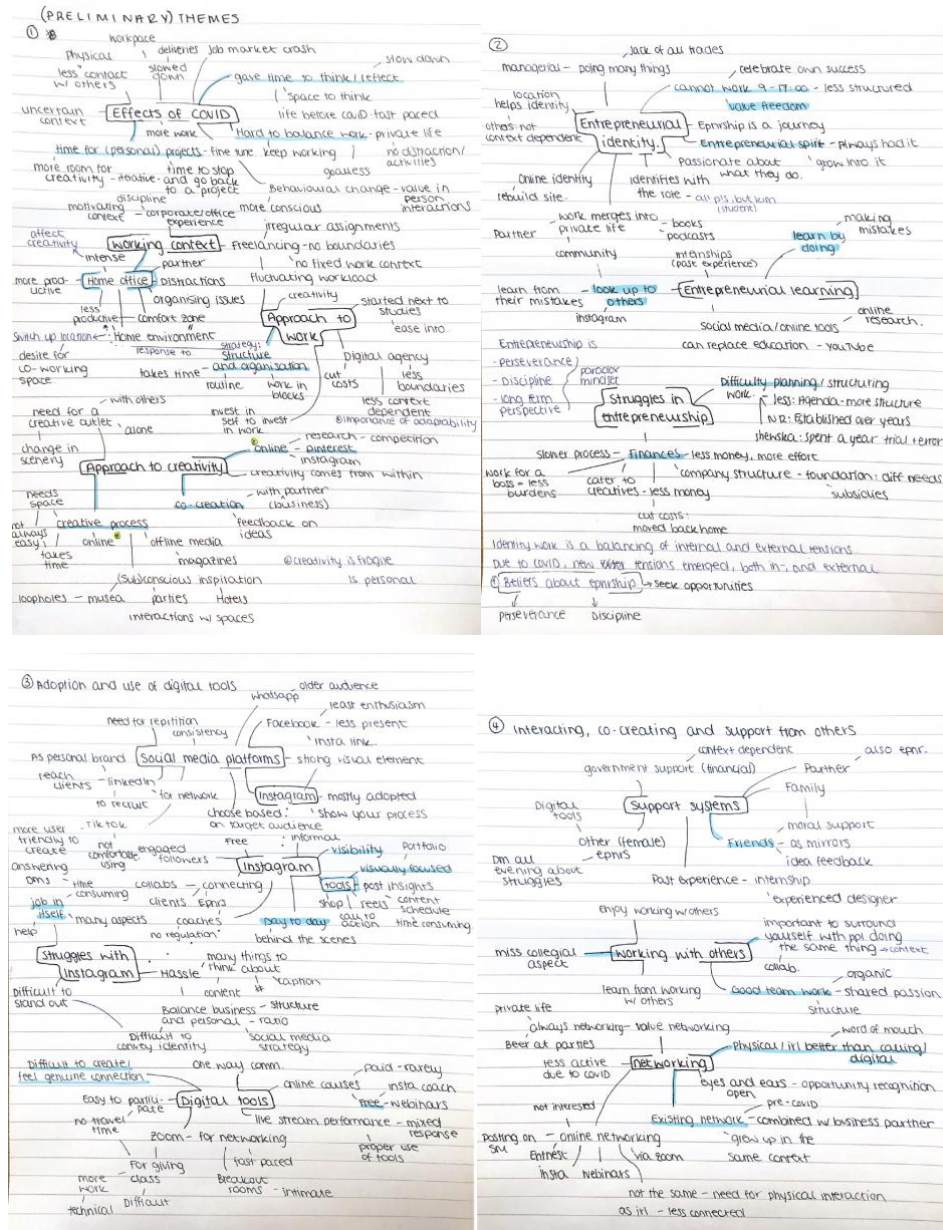 (PRELIMINARY) THEMES
①
workpace
Physical
deliveries
Job market crash
less contact
w/ others
slowed
down
gave time to think/reflect
slow down
space to think
uncertain
context
Effects of COVID
life before covid fast paced
more work
Hard to balance work - private life
time for (personal) projects - fine tune
keep working
no distraction/
activities
goalless
more room for
creativity - iteative
time to stop
and go back
to a project
Behavioural change - value in
person
interactions
more conscious
discipline
motivating
context
corporate/office
experience
irregular assignments
affect
creativity
Working context
Freelancing - no boundaries
intense
partner
no fixed work context
more prod-
uctive
Home office
Distractions
fluctuating workload
organising issues
creativity
started next to
studies
less
productive
comfort zone
Approach to
work
ease into
Switch up location
Home environment
response to
strategy:
structure
and organisation
desire for
co-working
space
takes time
routine
work in
blocks
cut
costs
Digital agency
less
boundaries
less context
dependent
with others
need for a
creative outlet
alone
invest in
self to invest
in work
importance of adaptability
change in
scenery
online - pinterest
research - competition
instagram
Approach to creativity
creativity comes from within
needs
space
co-creation
with partner
(business)
creative process
feedback on
ideas
not
always
easy
online
offline media
takes
time
magazines
creativity is fragile
is personal
(Sub)conscious inspiration
loopholes - musea
parties
Hotels
interactions w/ spaces
②
Jack of all trades
managerial - Doing many things
celebrate own success
location
helps identity
cannot work 9-17:00 - less structured
value freedom
others: not
context dependent
Entrepreneurial
identity.
Eprnrship is a journey
Entrepreneurial spirit - Always had it
grow into it
Passionate about
what they do.
Online identity
rebuild site.
identifies with
the role - all pls, but kim
(student)
Partner
work merges into
private life
books
podcasts
making
mistakes
community
internships
(past experience)
learn by
doing
learn from
their mistakes
look up to
others
Entrepreneurial learning
instagram
social media/online tools
online
research.
can replace education - YouTube
Entrepreneurship is
- perseverance
- Discipline
- long term
perspective
paradox
mindset
Struggles in
entrepreneurship
Difficulty planning/structuring
work.
less: Agenda - more structure
N.R: Established over years
shenska: spent a year trial + error
slower process - finances - less money, more effort
work for a
boss = less
burdens
cater to
creatives - less money
company structure - foundation: diff needs
subsidies
cut costs:
moved back home
Identity work is a balancing of internal and external tensions
Due to covid, new tensions emerged, both in-, and external
Beliefs about eprnship → seek opportunities
perseverance
Discipline
③ Adoption and use of digital tools
whatsapp
older audience
least enthusiasm
need for repitition
consistency
Facebook - less present
insta link.
As personal brand
Social media platforms - strong visual element
reach
clients
linkedIn
to recruit
for network
Instagram - mostly adopted
choose based:
on target audience
show your process
more user
friendly to
create
TikTok
not
comfortable
using
engaged
followers
Free
informal
visibility
Portfolio
Instagram
visually focused
answering
DMs
time
consuming
collabs - connecting
clients
Eprnrs
tools - post insights
shop
reels
content
schedule
job in
itself
many aspects
coaches
Day to day
call to
action
time consuming
help
no regulation
behind the scenes
Struggles with
Instagram
Hassle
many things to
think about
caption
content
#
Difficult to
stand out
Balance business
and personal
structure
ratio
Difficult to
convey identity
Social media
strategy
Difficult to create/
feel genuine connection
one way comm.
paid - rarely
online courses
insta coach
free - webinars
Easy to partici-
pate
Digital tools
live stream performance - mixed
response
no travel
time
zoom - for networking
proper use
of tools
For giving
class
fast paced
more
work
Breakout
rooms - intimate
technical
Difficult
④ Interacting, co-creating and support from others
context dependent
also epnr.
government support (financial)
Partner
Digital
tools
Support systems
Family
Other (female)
eprnrs
moral support
Friends - as mirrors
idea feedback
DM all
evening about
struggles
Past experience - internship
experienced designer
Enjoy working w/others
important to surround
yourself with ppl doing
the same thing → context
miss collegial
aspect
working with others
collab.
organic
learn from working
w/ others
Good team work - shared passion
structure
Private life
always networking - value networking
word of mouth
Beer at parties
Physical/irl better than calling/
digital
less active
due to covid
networking
eyes and ears - opportunity recognition
open
pre-covid
not interested
Existing network - combined w business partner
posting on
SM
online networking
grew up in the
same context
Insta
webinars
via zoom
not the same - need for physical interaction
as irl - less connected